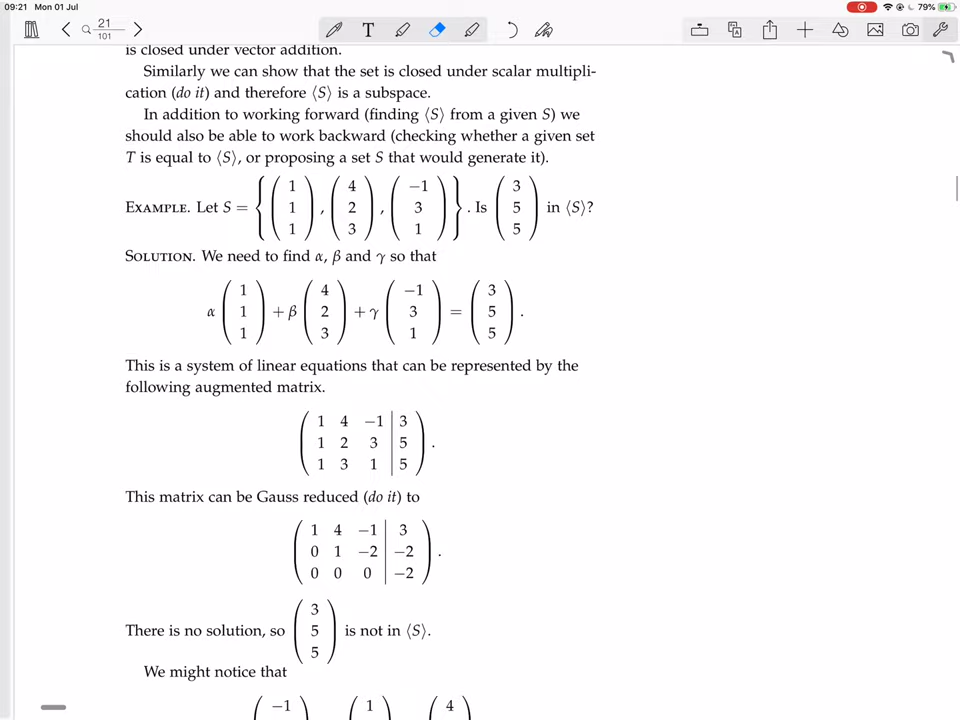 09:21 Mon 01 Jul 79%
21
101
T
is closed under vector addition.
Similarly we can show that the set is closed under scalar multipli-
cation (do it) and therefore ⟨S⟩ is a subspace.
In addition to working forward (finding ⟨S⟩ from a given S) we
should also be able to work backward (checking whether a given set
T is equal to ⟨S⟩, or proposing a set S that would generate it).
1 4 −1 3
EXAMPLE. Let S = { ( 1 ) , ( 2 ) , ( 3 ) } . Is ( 5 ) in ⟨S⟩?
1 3 1 5
SOLUTION. We need to find α, β and γ so that
1 4 −1 3
α ( 1 ) + β ( 2 ) + γ ( 3 ) = ( 5 ) .
1 3 1 5
This is a system of linear equations that can be represented by the
following augmented matrix.
1 4 −1 | 3
( 1 2 3 | 5 ) .
1 3 1 | 5
This matrix can be Gauss reduced (do it) to
1 4 −1 | 3
( 0 1 −2 | −2 ) .
0 0 0 | −2
3
There is no solution, so ( 5 ) is not in ⟨S⟩.
5
We might notice that
−1 1 4